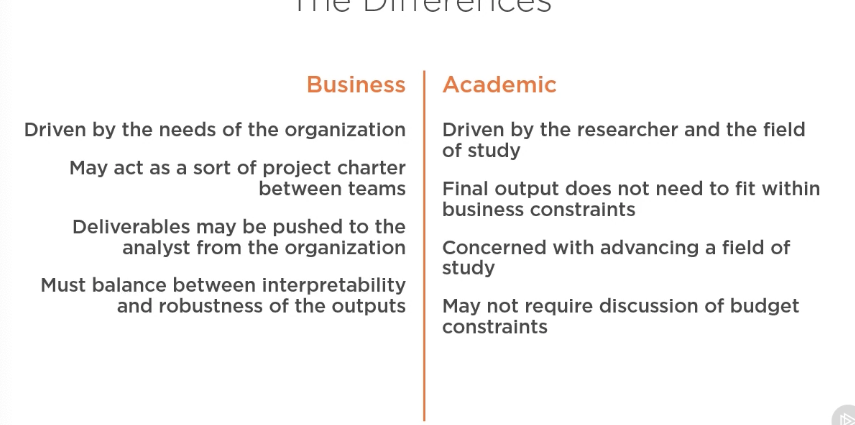 The Differences
Business
Driven by the needs of the organization
May act as a sort of project charter
between teams
Deliverables may be pushed to the
analyst from the organization
Must balance between interpretability
and robustness of the outputs
Academic
Driven by the researcher and the field
of study
Final output does not need to fit within
business constraints
Concerned with advancing a field of
study
May not require discussion of budget
constraints